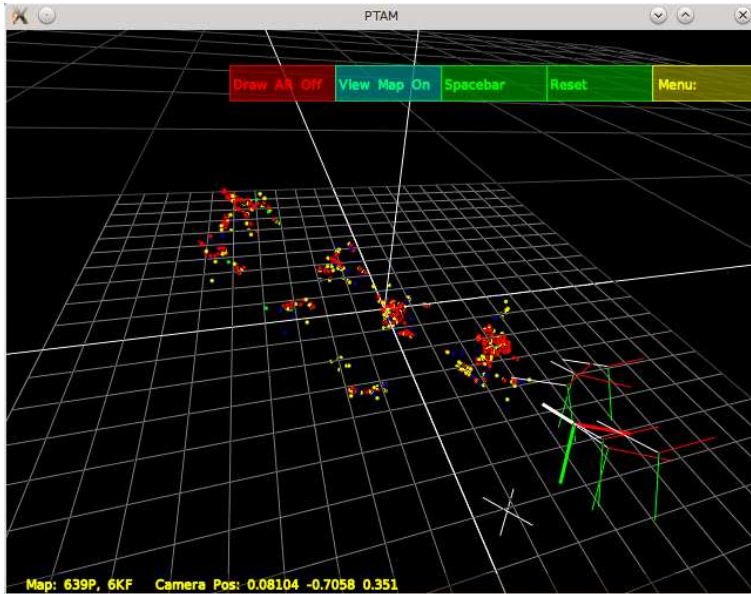 PTAM
Draw AR Off View Map On Spacebar Reset Menu:
Map: 639P, 6KF Camera Pos: 0.08104 -0.7058 0.351